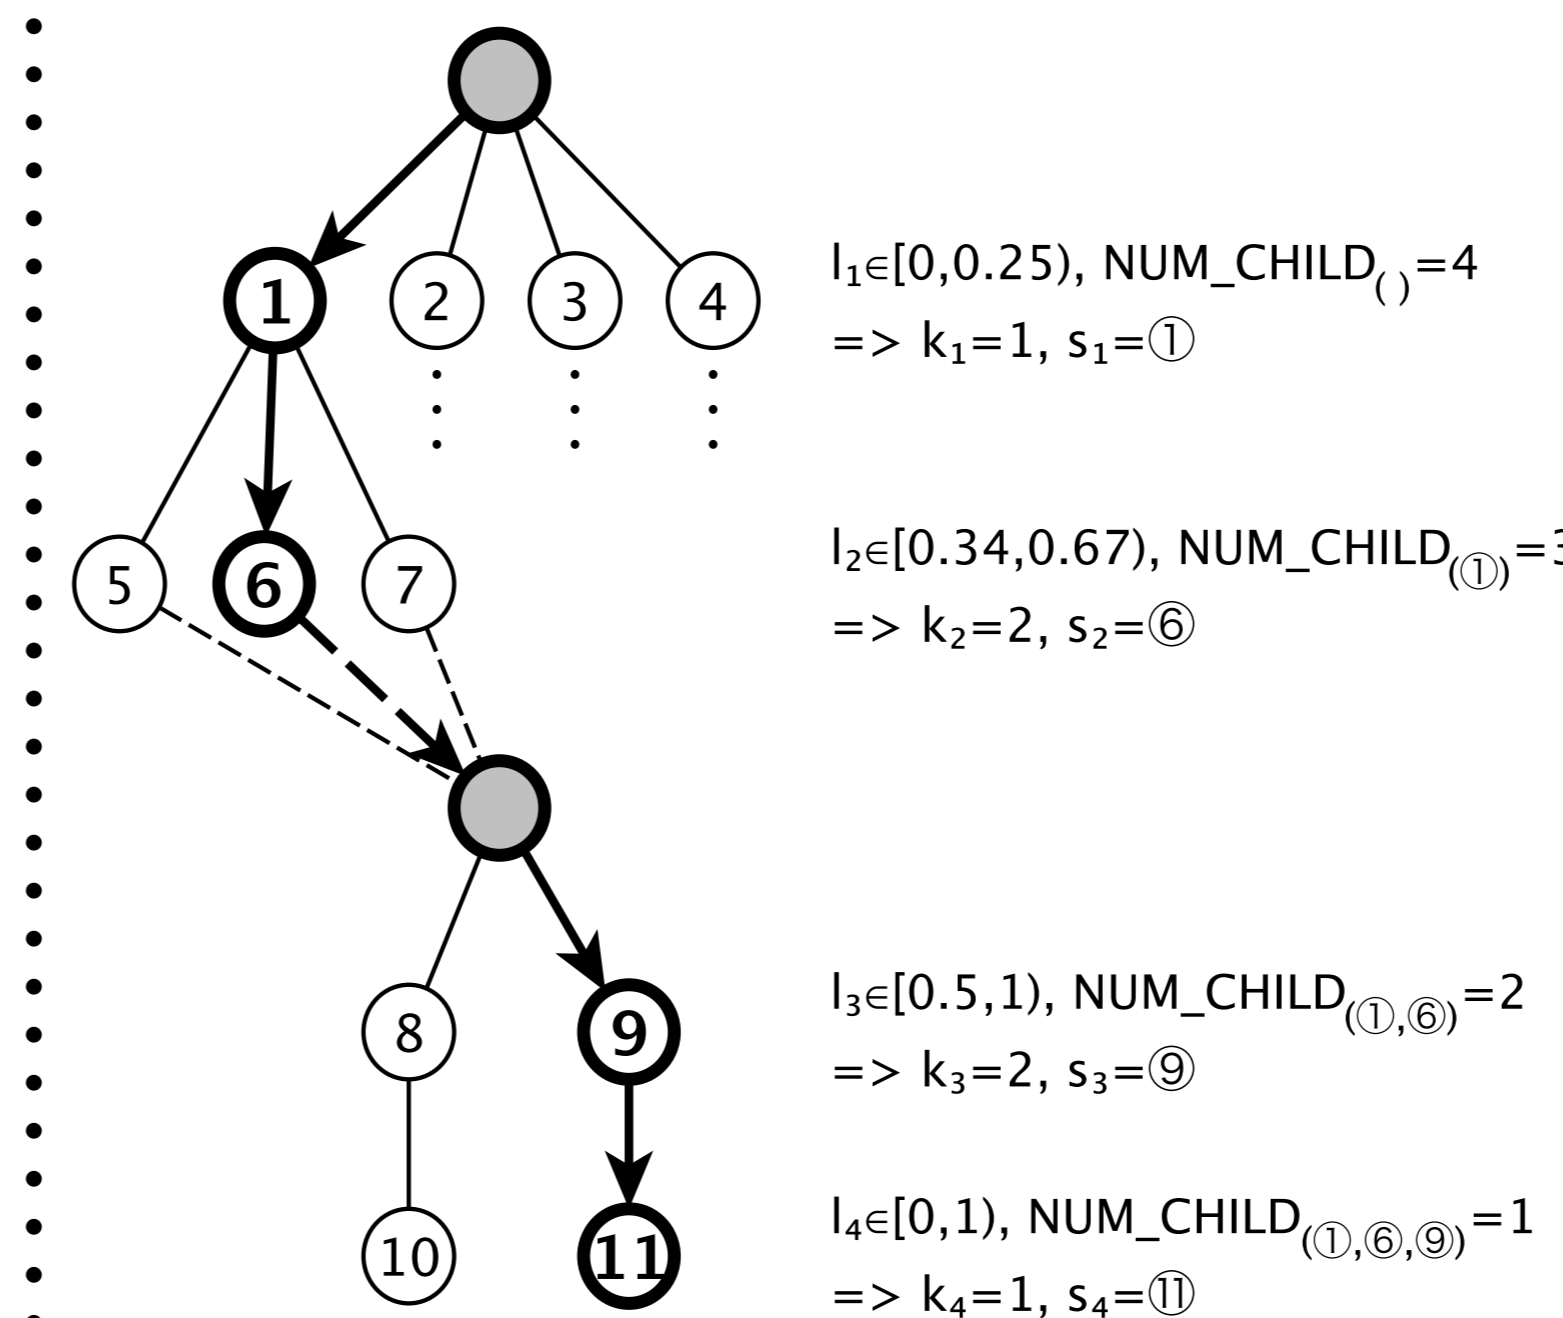 1
2
3
4
l₁∈[0,0.25), NUM_CHILD₍ ₎=4
=> k₁=1, s₁=①
5
6
7
l₂∈[0.34,0.67), NUM_CHILD₍①₎=3
=> k₂=2, s₂=⑥
8
9
l₃∈[0.5,1), NUM_CHILD₍①,⑥₎=2
=> k₃=2, s₃=⑨
10
11
l₄∈[0,1), NUM_CHILD₍①,⑥,⑨₎=1
=> k₄=1, s₄=⑪